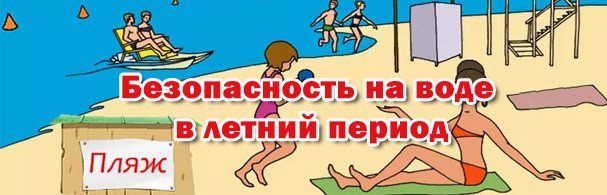 Безопасность на воде
в летний период
Пляж